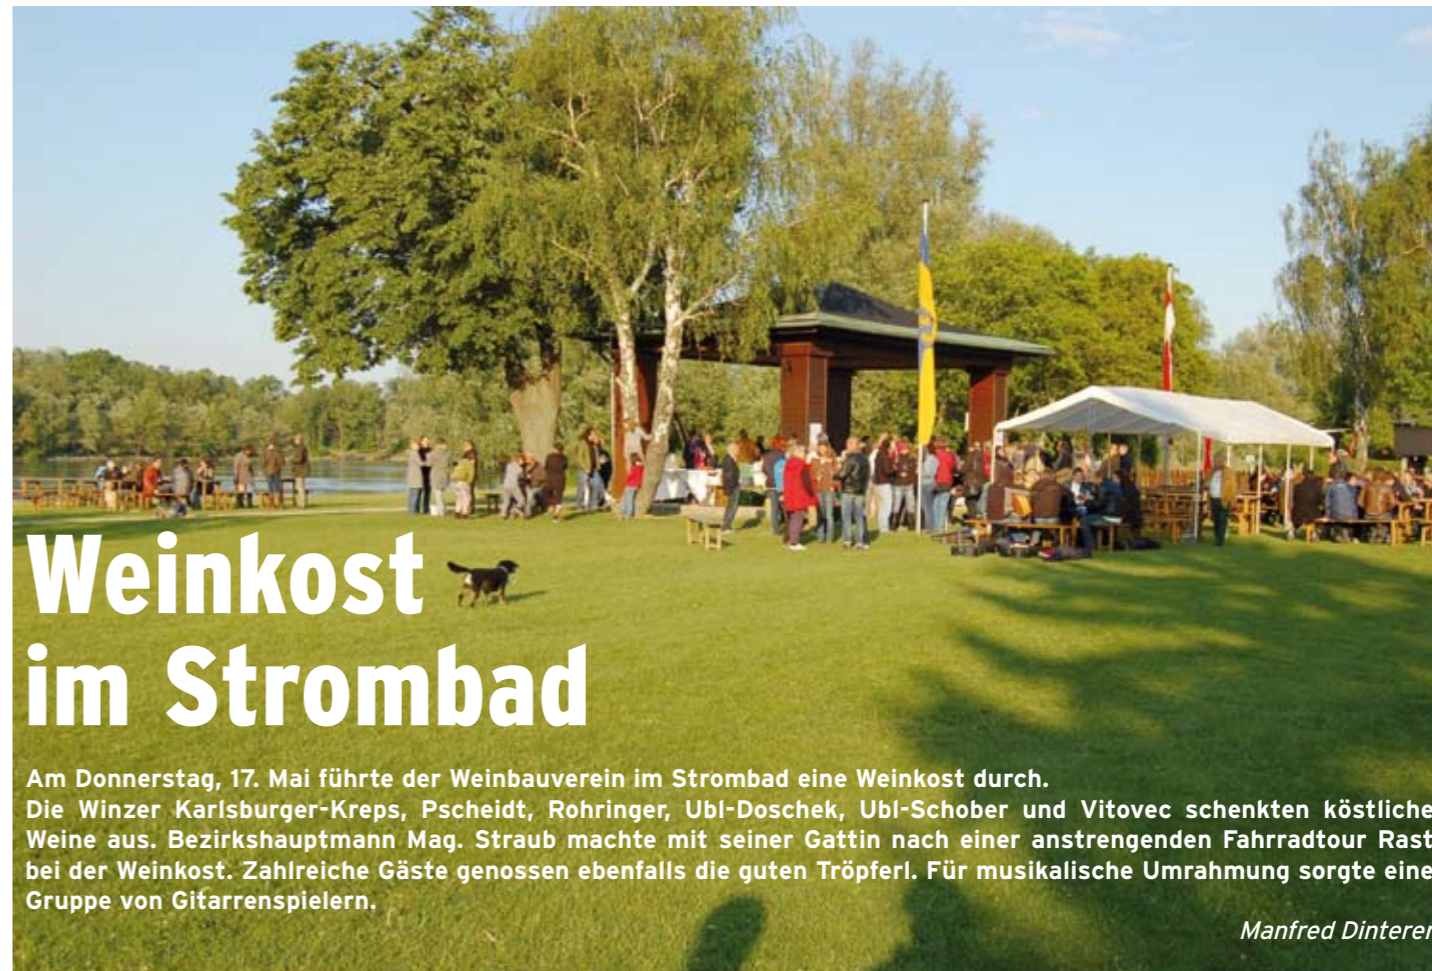 Weinkost
im Strombad
Am Donnerstag, 17. Mai führte der Weinbauverein im Strombad eine Weinkost durch.
Die Winzer Karlsburger-Kreps, Pscheidt, Rohringer, Ubl-Doschek, Ubl-Schober und Vitovec schenkten köstliche
Weine aus. Bezirkshauptmann Mag. Straub machte mit seiner Gattin nach einer anstrengenden Fahrradtour Rast
bei der Weinkost. Zahlreiche Gäste genossen ebenfalls die guten Tröpferl. Für musikalische Umrahmung sorgte eine
Gruppe von Gitarrenspielern.
Manfred Dinterer